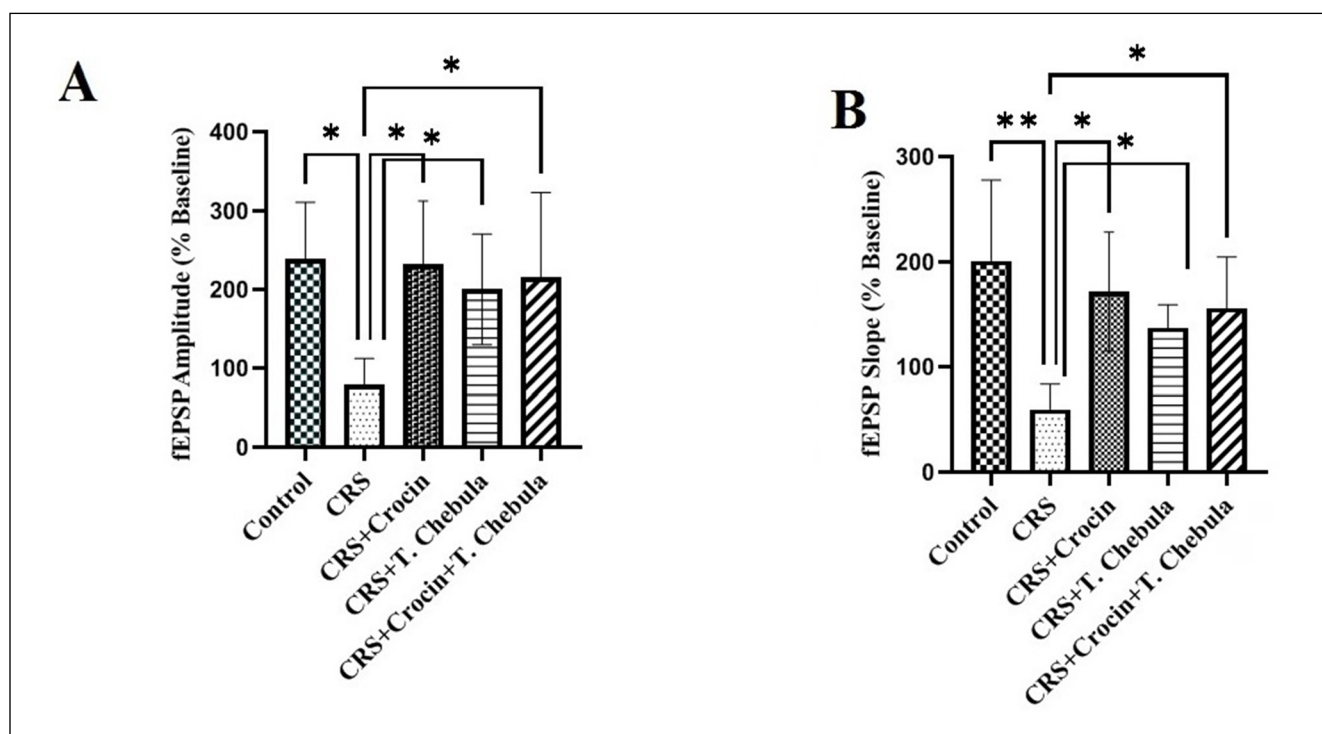 A
*
* * *
fEPSP Amplitude (% Baseline)
400
300
200
100
0
Control
CRS
CRS+Crocin
CRS+T. Chebula
CRS+Crocin+T. Chebula
B
*
* * *
*
fEPSP Slope (% Baseline)
300
200
100
0
Control
CRS
CRS+Crocin
CRS+T. Chebula
CRS+Crocin+T. Chebula